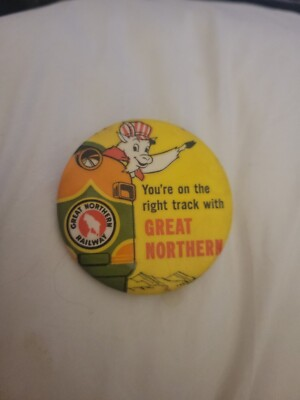 You're on the
right track with
GREAT
NORTHERN
GREAT NORTHERN
RAILWAY